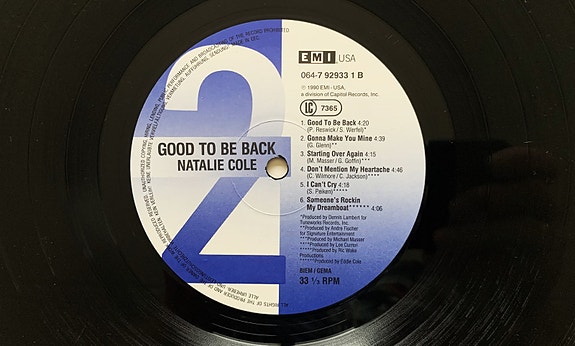 2
GOOD TO BE BACK
NATALIE COLE
EMI USA
064-7 92933 1 B
℗ 1990 EMI - USA,
a division of Capitol Records, Inc.
LC 7365
1. Good To Be Back 4:20
(P. Reswick / S. Werfel)*
2. Gonna Make You Mine 4:39
(G. Glenn)**
3. Starting Over Again 4:15
(M. Masser / G. Goffin)***
4. Don't Mention My Heartache 4:46
(C. Wilmore / C. Jackson)****
5. I Can't Cry 4:18
(S. Peiken)*****
6. Someone's Rockin
My Dreamboat****** 4:06
*Produced by Dennis Lambert for
Tuneworks Records, Inc.
**Produced by Andre Fischer
for Signature Entertainment
***Produced by Michael Masser
****Produced by Lee Curreri
*****Produced by Ric Wake
Productions
******Produced by Eddie Cole
BIEM / GEMA
33 ⅓ RPM
2